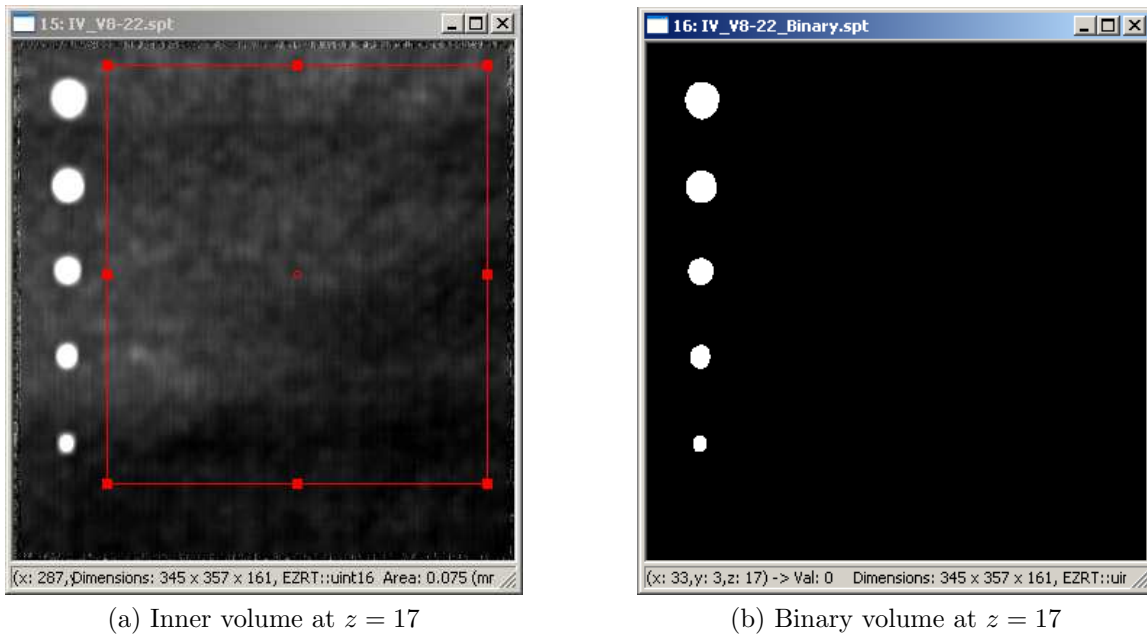 15: IV_V8-22.spt
16: IV_V8-22_Binary.spt
(x: 287,y Dimensions: 345 x 357 x 161, EZRT::uint16 Area: 0.075 (mr
(x: 33,y: 3,z: 17) -> Val: 0 Dimensions: 345 x 357 x 161, EZRT::uir
(a) Inner volume at z = 17
(b) Binary volume at z = 17